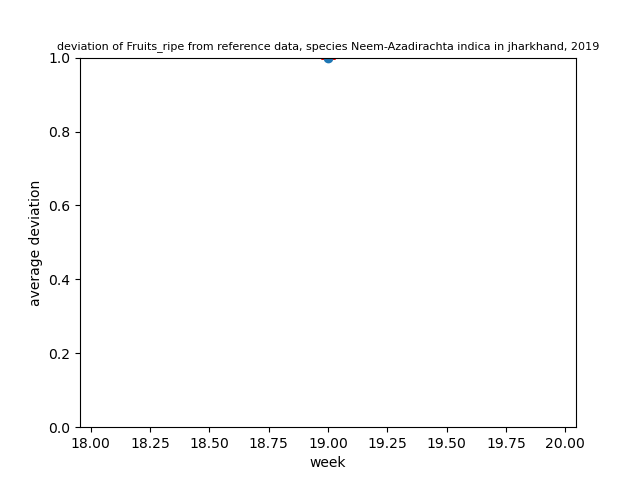 deviation of Fruits_ripe from reference data, species Neem-Azadirachta indica in jharkhand, 2019
1.0
0.8
0.6
0.4
0.2
0.0
average deviation
18.00 18.25 18.50 18.75 19.00 19.25 19.50 19.75 20.00
week